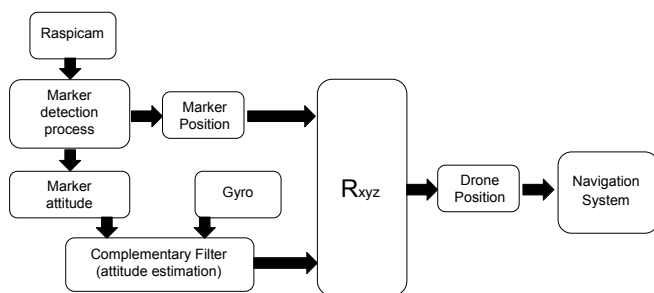 Raspicam
Marker
detection
process
Marker
Position
Marker
attitude
Gyro
Complementary Filter
(attitude estimation)
Rxyz
Drone
Position
Navigation
System